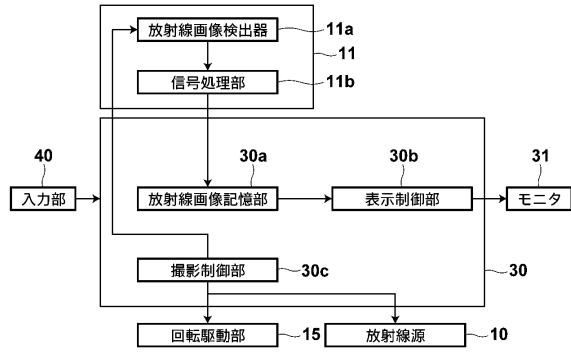 放射線画像検出器 11a
11
信号処理部 11b
40 30a 30b 31
入力部 放射線画像記憶部 表示制御部 モニタ
撮影制御部 30c 30
回転駆動部 15 放射線源 10